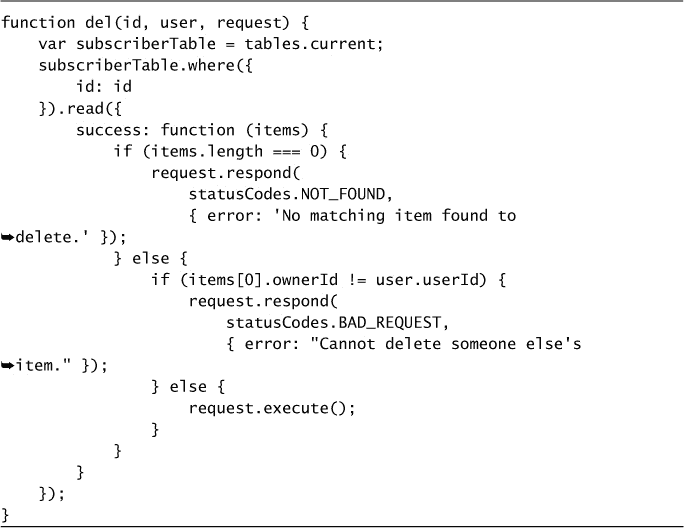 function del(id, user, request) {
    var subscriberTable = tables.current;
    subscriberTable.where({
        id: id
    }).read({
        success: function (items) {
            if (items.length === 0) {
                request.respond(
                    statusCodes.NOT_FOUND,
                    { error: 'No matching item found to
➥delete.' });
            } else {
                if (items[0].ownerId != user.userId) {
                    request.respond(
                        statusCodes.BAD_REQUEST,
                        { error: "Cannot delete someone else's
➥item." });
                } else {
                    request.execute();
                }
            }
        }
    });
}